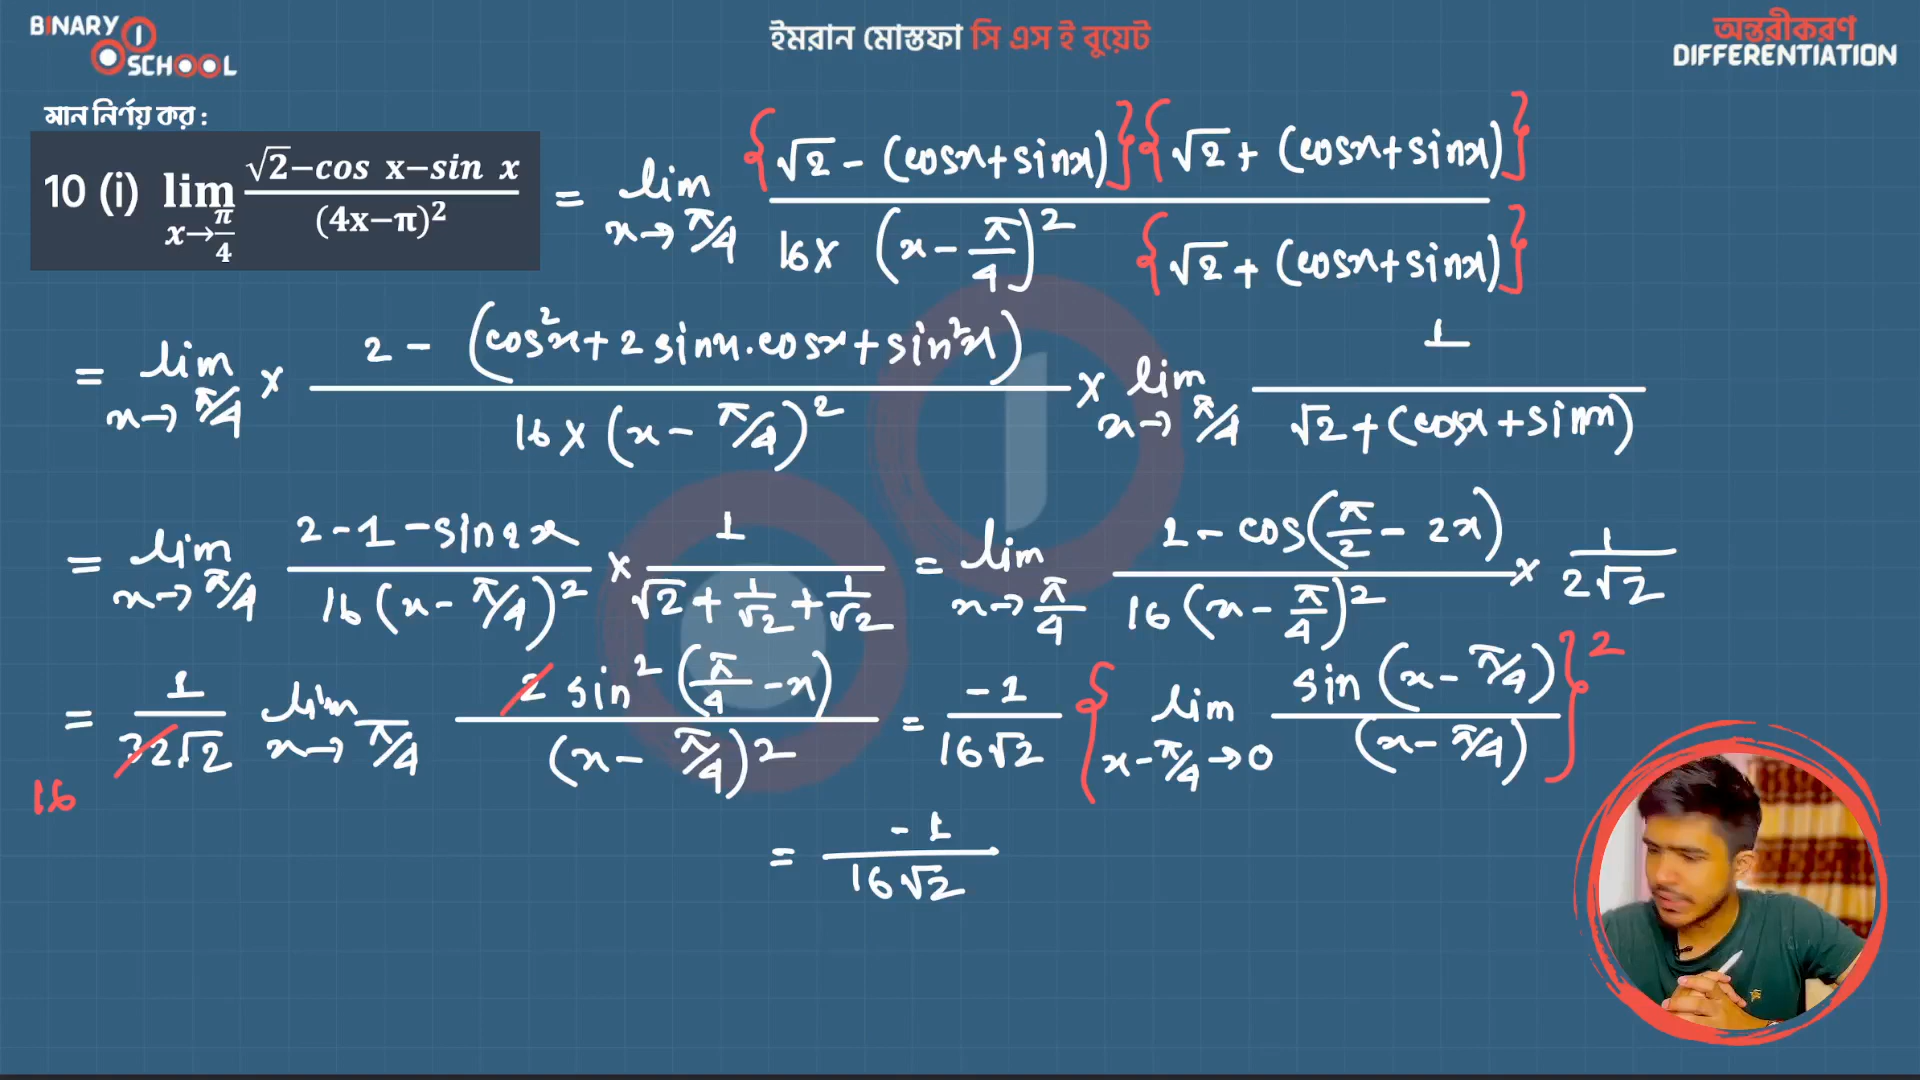 BINARY SCHOOL
ইমরান মোস্তফা সি এস ই বুয়েট
অন্তরীকরণ
DIFFERENTIATION
মান নির্ণয় কর :
10 (i) lim x→π/4 (√2−cos x−sin x)/(4x−π)²
= lim x→π/4 {√2 - (cosx+sinx)}{√2 + (cosx+sinx)} / 16× (x - π/4)² {√2 + (cosx+sinx)}
= lim x→π/4 × 2 - (cos²x + 2 sinx.cosx + sin²x) / 16×(x - π/4)² × lim x→π/4 1 / √2 + (cosx + sinx)
= lim x→π/4 2-1-sin2x / 16(x - π/4)² × 1 / √2 + 1/√2 + 1/√2 = lim x→π/4 1 - cos(π/2 - 2x) / 16(x - π/4)² × 1 / 2√2
= 1 / 32√2 lim x→π/4 2 sin²(π/4 - x) / (x - π/4)² = -1 / 16√2 {lim x-π/4→0 sin(x - π/4) / (x - π/4)}²
16
= -1 / 16√2